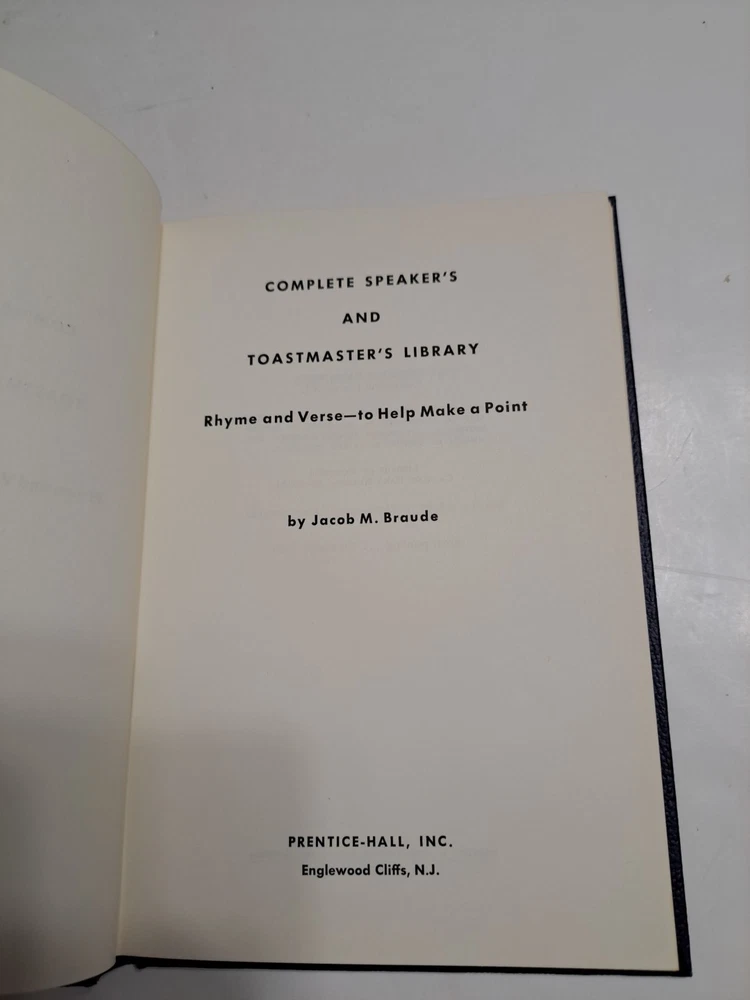 COMPLETE SPEAKER'S
AND
TOASTMASTER'S LIBRARY
Rhyme and Verse—to Help Make a Point
by Jacob M. Braude
PRENTICE-HALL, INC.
Englewood Cliffs, N.J.